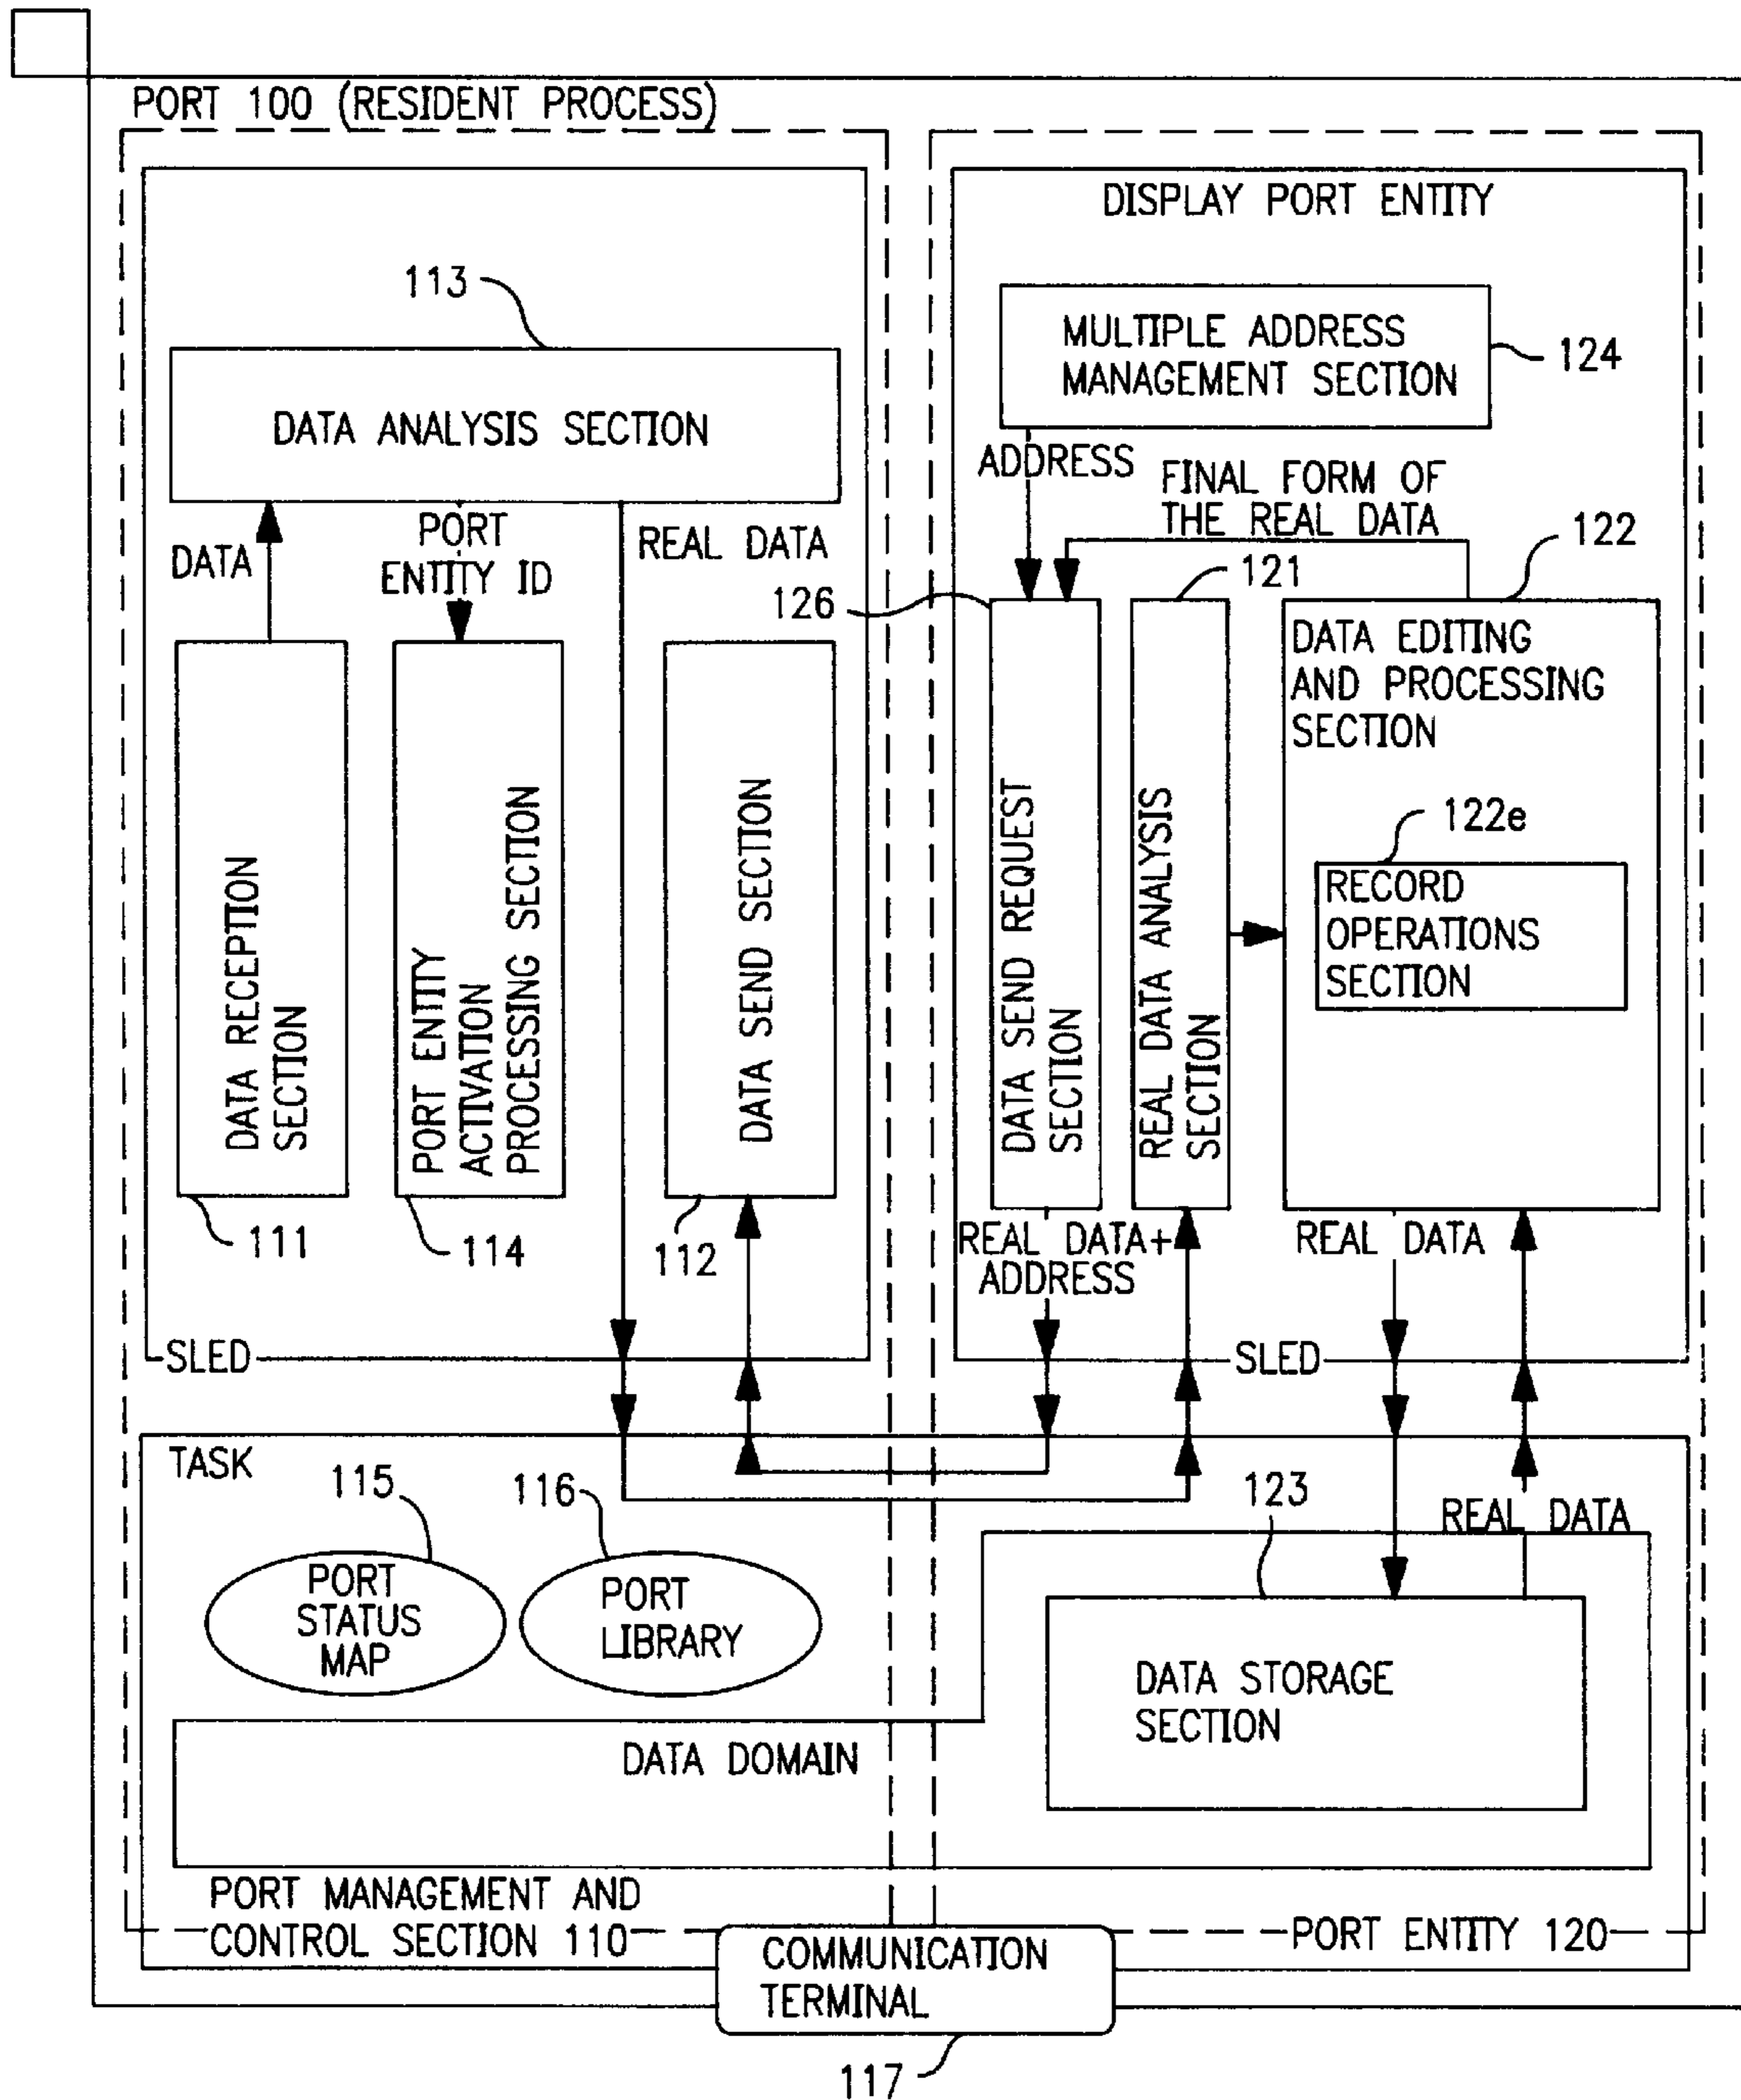 PORT 100 (RESIDENT PROCESS)
DISPLAY PORT ENTITY
113
MULTIPLE ADDRESS
MANAGEMENT SECTION
124
DATA ANALYSIS SECTION
ADDRESS
FINAL FORM OF
THE REAL DATA
DATA
PORT
ENTITY ID
REAL DATA
126
121
122
DATA RECEPTION
SECTION
PORT ENTITY
ACTIVATION
PROCESSING SECTION
DATA SEND SECTION
DATA SEND REQUEST
SECTION
REAL DATA ANALYSIS
SECTION
DATA EDITING
AND PROCESSING
SECTION
122e
RECORD
OPERATIONS
SECTION
111
114
112
REAL DATA+
ADDRESS
REAL DATA
SLED
SLED
TASK
115
116
123
REAL DATA
PORT
STATUS
MAP
PORT
LIBRARY
DATA STORAGE
SECTION
DATA DOMAIN
PORT MANAGEMENT AND
CONTROL SECTION 110
PORT ENTITY 120
COMMUNICATION
TERMINAL
117